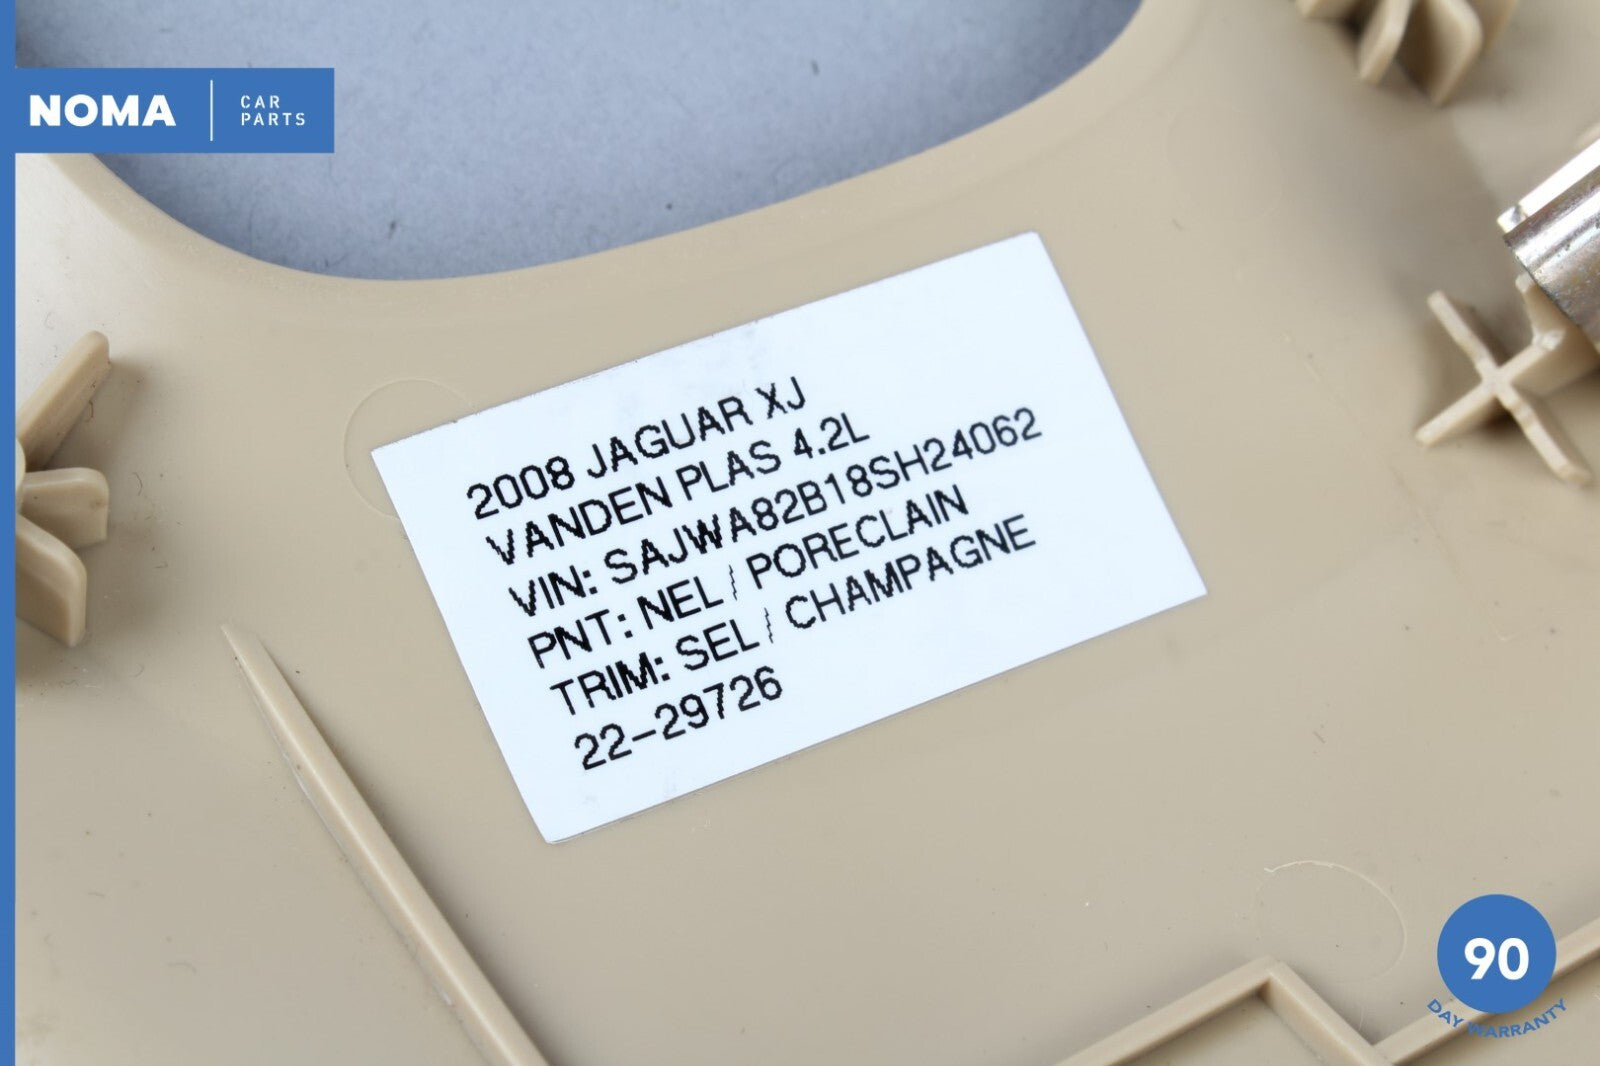 NOMA
CAR
PARTS
2008 JAGUAR XJ
VANDEN PLAS 4.2L
VIN: SAJWA82B18SH24062
PNT: NEL / PORECLAIN
TRIM: SEL / CHAMPAGNE
22-29726
90
DAY WARRANTY